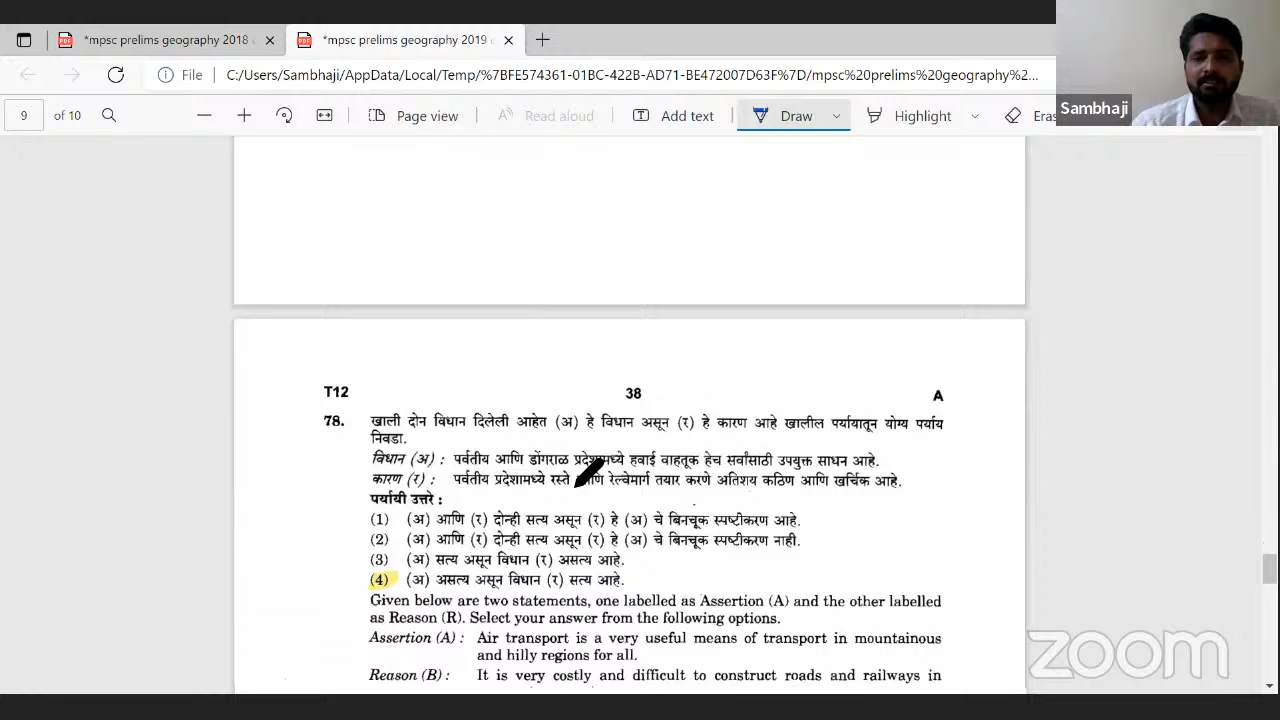 *mpsc prelims geography 2018
*mpsc prelims geography 2019
File
C:/Users/Sambhaji/AppData/Local/Temp/%7BFE574361-01BC-422B-AD71-BE472007D63F%7D/mpsc%20prelims%20geography%2...
9 of 10
Page view
Read aloud
Add text
Draw
Highlight
Eras
Sambhaji
T12 38 A
78. खाली दोन विधान दिलेली आहेत (अ) हे विधान असून (र) हे कारण आहे खालील पर्यायातून योग्य पर्याय
निवडा.
विधान (अ) : पर्वतीय आणि डोंगराळ प्रदेशामध्ये हवाई वाहतूक हेच सर्वांसाठी उपयुक्त साधन आहे.
कारण (र) : पर्वतीय प्रदेशामध्ये रस्ते आणि रेल्वेमार्ग तयार करणे अतिशय कठिण आणि खर्चिक आहे.
पर्यायी उत्तरे :
(1) (अ) आणि (र) दोन्ही सत्य असून (र) हे (अ) चे बिनचूक स्पष्टीकरण आहे.
(2) (अ) आणि (र) दोन्ही सत्य असून (र) हे (अ) चे बिनचूक स्पष्टीकरण नाही.
(3) (अ) सत्य असून विधान (र) असत्य आहे.
(4) (अ) असत्य असून विधान (र) सत्य आहे.
Given below are two statements, one labelled as Assertion (A) and the other labelled
as Reason (R). Select your answer from the following options.
Assertion (A) : Air transport is a very useful means of transport in mountainous
and hilly regions for all.
Reason (B) : It is very costly and difficult to construct roads and railways in
zoom